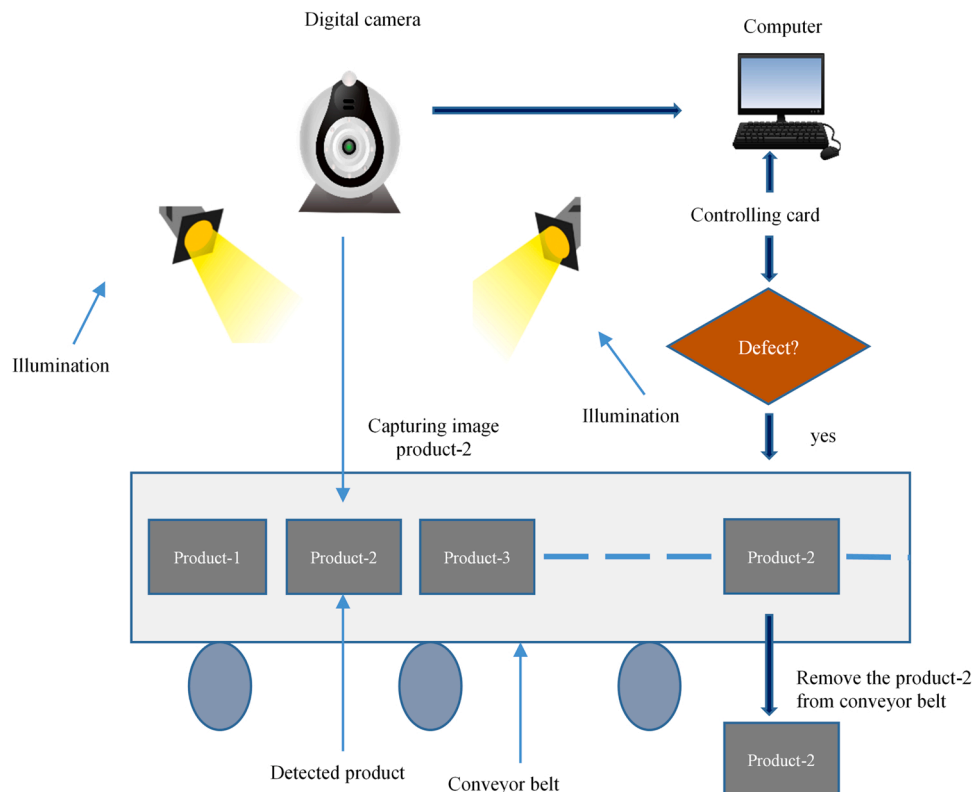 Digital camera
Computer
Controlling card
Illumination
Defect?
Illumination
Capturing image
product-2
yes
Product-1
Product-2
Product-3
Product-2
Remove the product-2
from conveyor belt
Product-2
Detected product
Conveyor belt